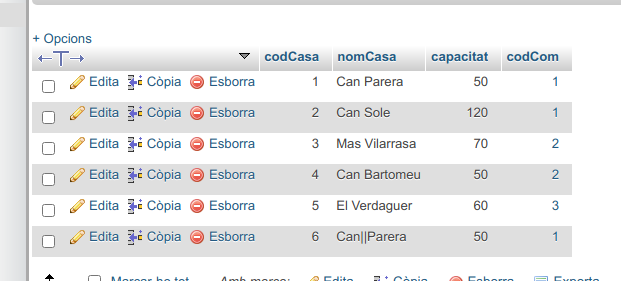 + Opciones
codCasa nomCasa capacitat codCom
Edita Còpia Esborra 1 Can Parera 50 1
Edita Còpia Esborra 2 Can Sole 120 1
Edita Còpia Esborra 3 Mas Vilarrasa 70 2
Edita Còpia Esborra 4 Can Bartomeu 50 2
Edita Còpia Esborra 5 El Verdaguer 60 3
Edita Còpia Esborra 6 Can||Parera 50 1
Marcar ho tot Amb marca: Edita Còpia Esborra Exporta